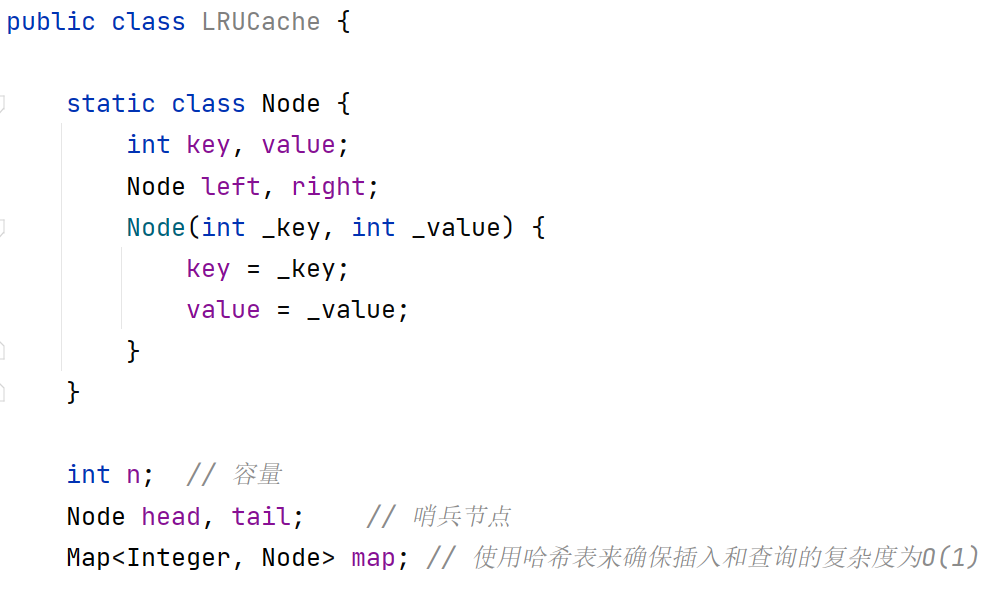 public class LRUCache {
static class Node {
int key, value;
Node left, right;
Node(int _key, int _value) {
key = _key;
value = _value;
}
}
int n;  // 容量
Node head, tail;    // 哨兵节点
Map<Integer, Node> map; // 使用哈希表来确保插入和查询的复杂度为O(1)